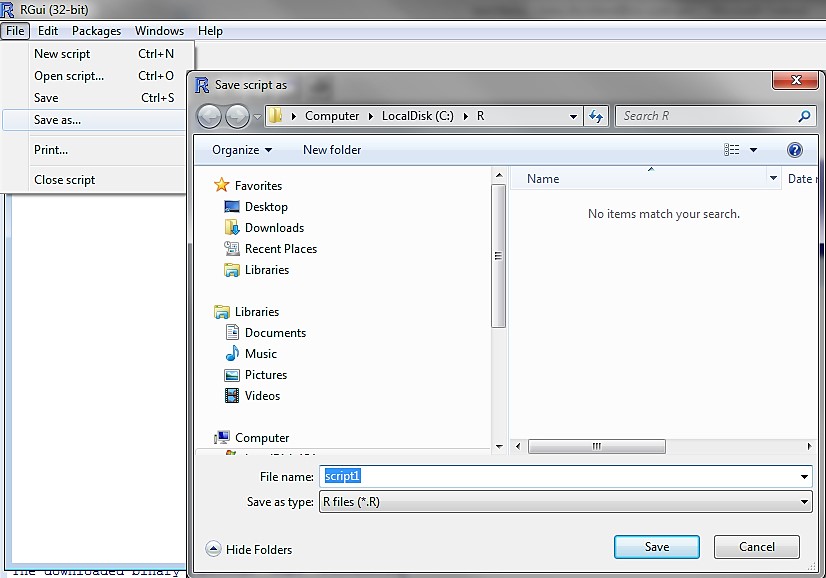 RGui (32-bit)
File Edit Packages Windows Help
New script Ctrl+N
Open script... Ctrl+O
Save Ctrl+S
Save as...
Print...
Close script
Save script as
Computer LocalDisk (C:) R
Search R
Organize New folder
Name Date
Favorites
Desktop
Downloads
Recent Places
Libraries
Libraries
Documents
Music
Pictures
Videos
Computer
No items match your search.
File name: script1
Save as type: R files (*.R)
Hide Folders
Save Cancel
The downloaded binary